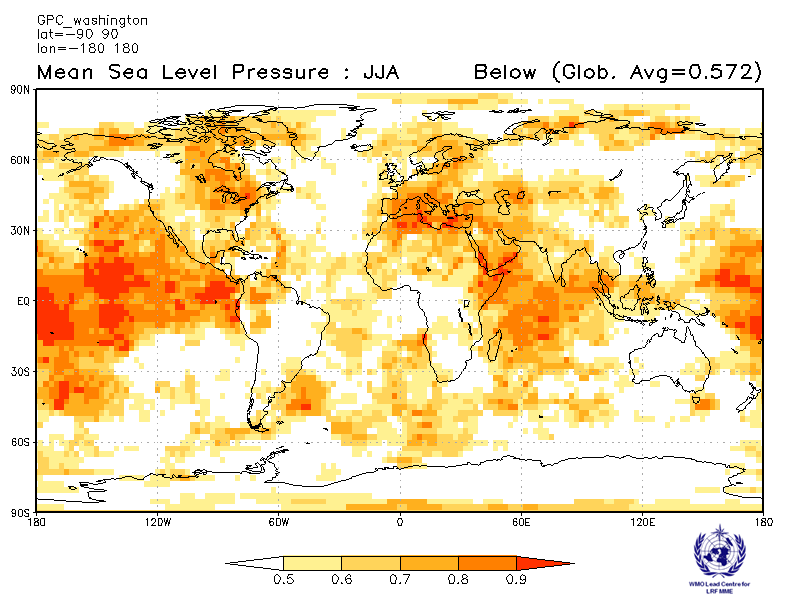 GPC_washington
lat=-90 90
lon=-180 180
Mean Sea Level Pressure : JJA Below (Glob. Avg=0.572)
90N
60N
30N
EQ
30S
60S
90S
180 120W 60W 0 60E 120E 180
0.5 0.6 0.7 0.8 0.9
WMO Lead Centre for
LRF MME